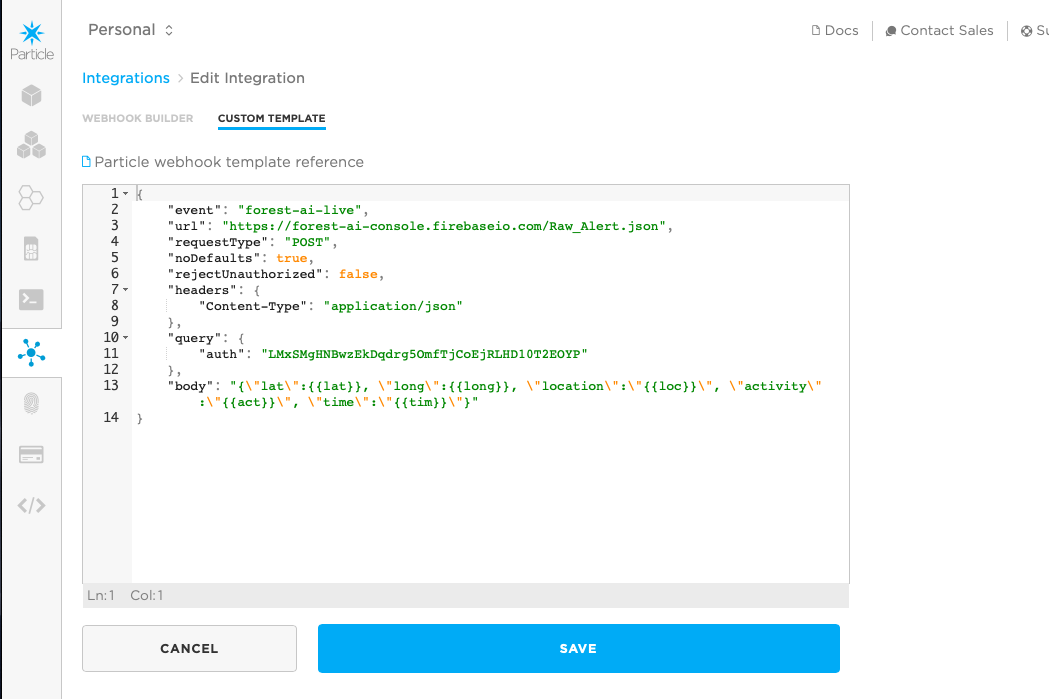 Particle
Personal
Docs
Contact Sales
Su
Integrations > Edit Integration
WEBHOOK BUILDER
CUSTOM TEMPLATE
Particle webhook template reference
1 {
2 "event": "forest-ai-live",
3 "url": "https://forest-ai-console.firebaseio.com/Raw_Alert.json",
4 "requestType": "POST",
5 "noDefaults": true,
6 "rejectUnauthorized": false,
7 "headers": {
8 "Content-Type": "application/json"
9 },
10 "query": {
11 "auth": "LMxSMgHNBwzEkDqdrg5OmfTjCoEjRLHD10T2EOYP"
12 },
13 "body": "{\"lat\":{{lat}}, \"long\":{{long}}, \"location\":\"{{loc}}\", \"activity\"
:\"{{act}}\", \"time\":\"{{tim}}\"}"
14 }
Ln:1 Col:1
CANCEL
SAVE